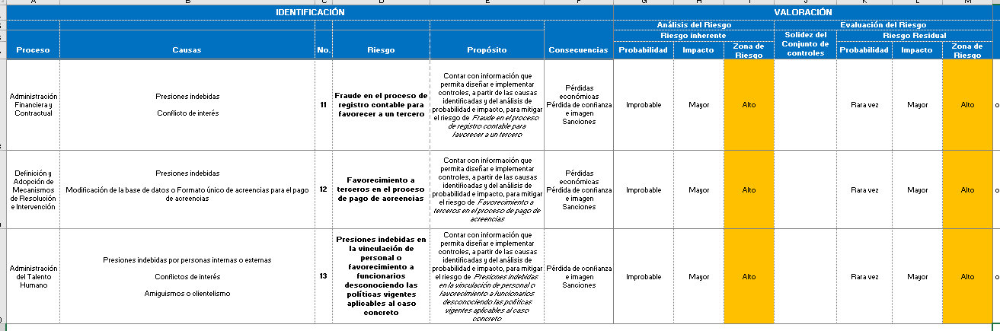 IDENTIFICACIÓN
VALORACIÓN
Análisis del Riesgo
Evaluación del Riesgo
Riesgo inherente
Solidez del
Conjunto de
controles
Riesgo Residual
Proceso
Causas
No.
Riesgo
Propósito
Consecuencias
Probabilidad
Impacto
Zona de
Riesgo
Probabilidad
Impacto
Zona de
Riesgo
Administración
Financiera y
Contractual
Presiones indebidas
Conflicto de interés
11
Fraude en el proceso de
registro contable para
favorecer a un tercero
Contar con información que
permita diseñar e implementar
controles, a partir de las causas
identificadas y del análisis de
probabilidad e impacto, para mitigar
el riesgo de Fraude en el proceso
de registro contable para
favorecer a un tercero
Pérdidas
económicas
Pérdida de confianza
e imagen
Sanciones
Improbable
Mayor
Alto
Rara vez
Mayor
Alto
Definición y
Adopción de
Mecanismos
de Resolución
e Intervención
Presiones indebidas
Modificación de la base de datos o Formato único de acreencias para el pago
de acreencias
12
Favorecimiento a
terceros en el proceso
de pago de acreencias
Contar con información que
permita diseñar e implementar
controles, a partir de las causas
identificadas y del análisis de
probabilidad e impacto, para mitigar
el riesgo de Favorecimiento a
terceros en el proceso de pago de
acreencias
Pérdidas
económicas
Pérdida de confianza
e imagen
Sanciones
Improbable
Mayor
Alto
Rara vez
Mayor
Alto
Administración
del Talento
Humano
Presiones indebidas por personas internas o externas
Conflictos de interés
Amiguismos o clientelismo
13
Presiones indebidas en
la vinculación de
personal o
favorecimiento a
funcionarios
desconociendo las
políticas vigentes
aplicables al caso
concreto
Contar con información que
permita diseñar e implementar
controles, a partir de las causas
identificadas y del análisis de
probabilidad e impacto, para mitigar
el riesgo de Presiones indebidas
en la vinculación de personal o
favorecimiento a funcionarios
desconociendo las políticas
vigentes aplicables al caso
concreto
Pérdida de confianza
e imagen
Sanciones
Improbable
Mayor
Alto
Rara vez
Mayor
Alto